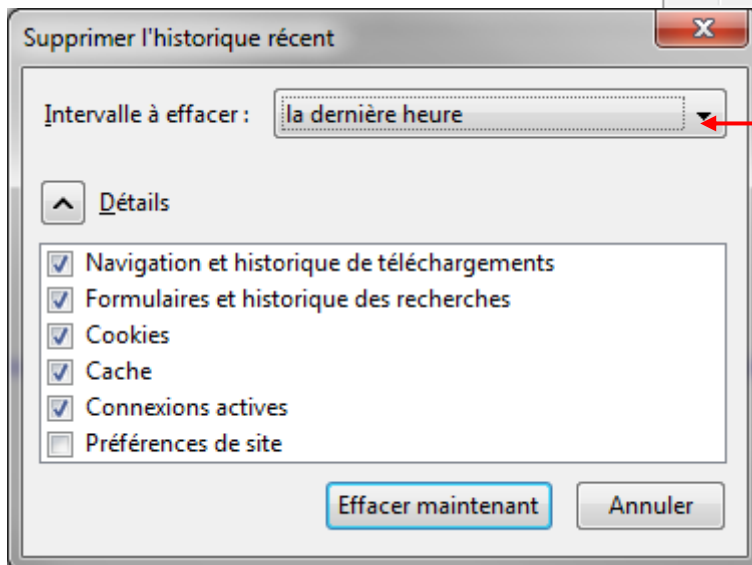 Supprimer l'historique récent
Intervalle à effacer : la dernière heure
Détails
Navigation et historique de téléchargements
Formulaires et historique des recherches
Cookies
Cache
Connexions actives
Préférences de site
Effacer maintenant Annuler